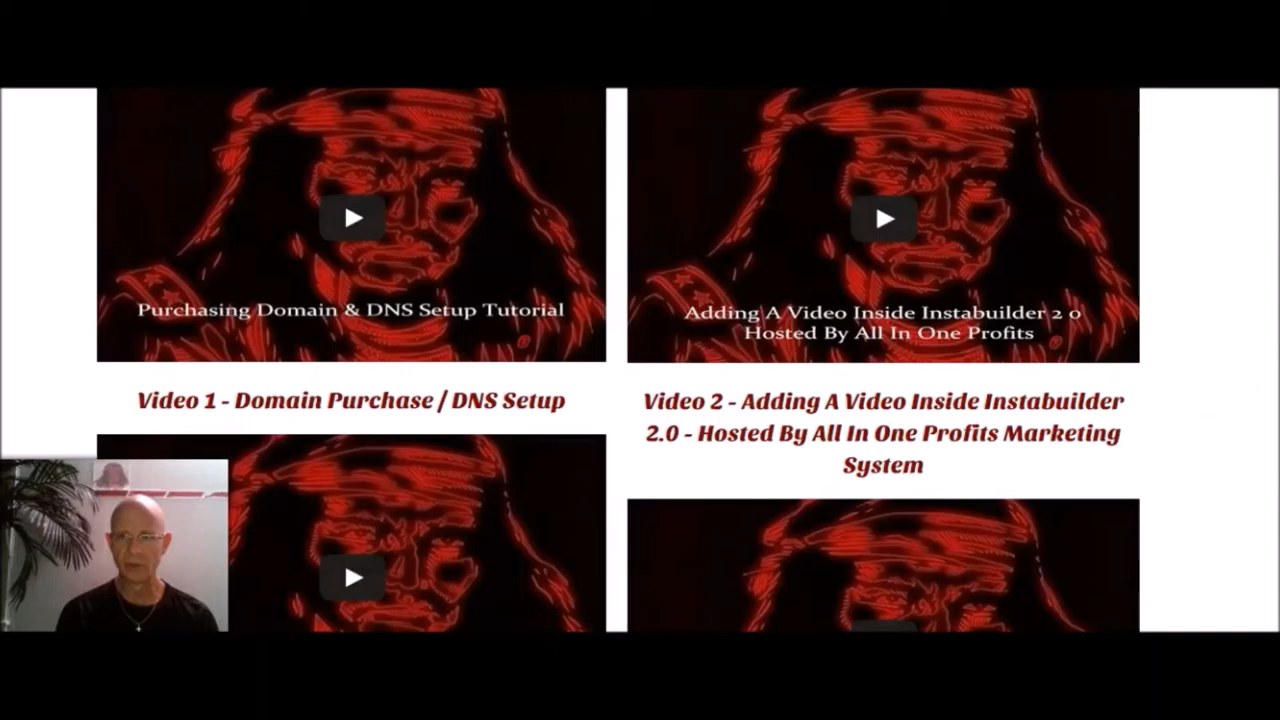 Purchasing Domain & DNS Setup Tutorial
Video 1 - Domain Purchase / DNS Setup
Adding A Video Inside Instabuilder 2 0
Hosted By All In One Profits
Video 2 - Adding A Video Inside Instabuilder
2.0 - Hosted By All In One Profits Marketing
System